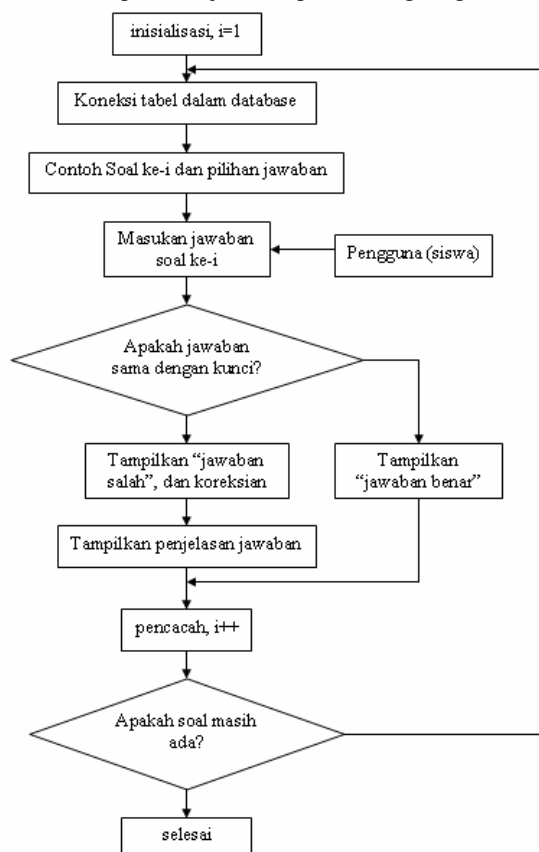 inisialisasi, i=1
Koneksi tabel dalam database
Contoh Soal ke-i dan pilihan jawaban
Masukan jawaban
soal ke-i
Pengguna (siswa)
Apakah jawaban
sama dengan kunci?
Tampilkan “jawaban
salah”, dan koreksian
Tampilkan
“jawaban benar”
Tampilkan penjelasan jawaban
pencacah, i++
Apakah soal masih
ada?
selesai